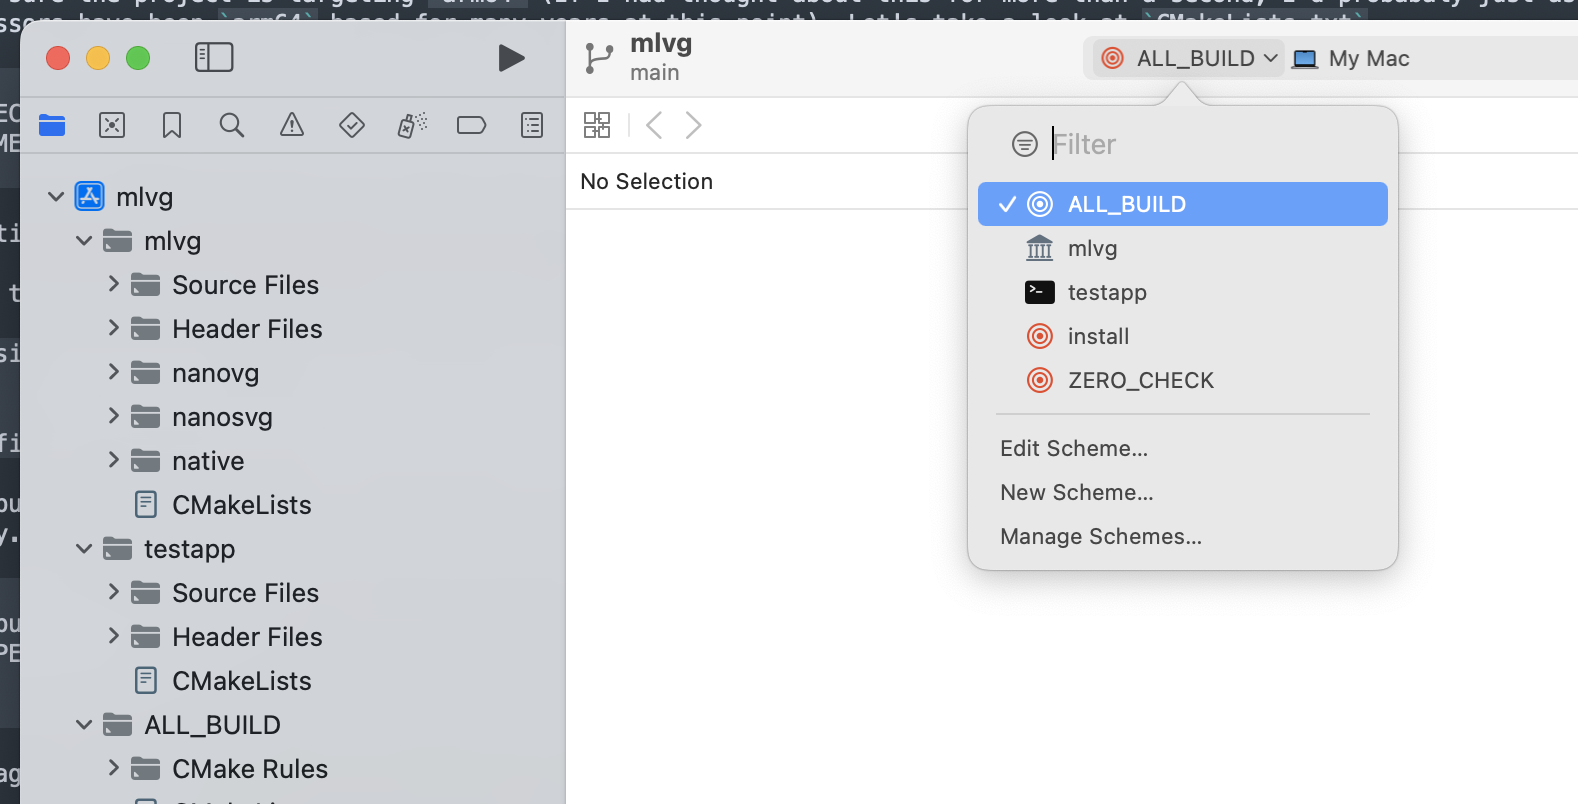 mlvg
main
ALL_BUILD
My Mac
Filter
No Selection
ALL_BUILD
mlvg
testapp
install
ZERO_CHECK
Edit Scheme...
New Scheme...
Manage Schemes...
mlvg
mlvg
Source Files
Header Files
nanovg
nanosvg
native
CMakeLists
testapp
Source Files
Header Files
CMakeLists
ALL_BUILD
CMake Rules